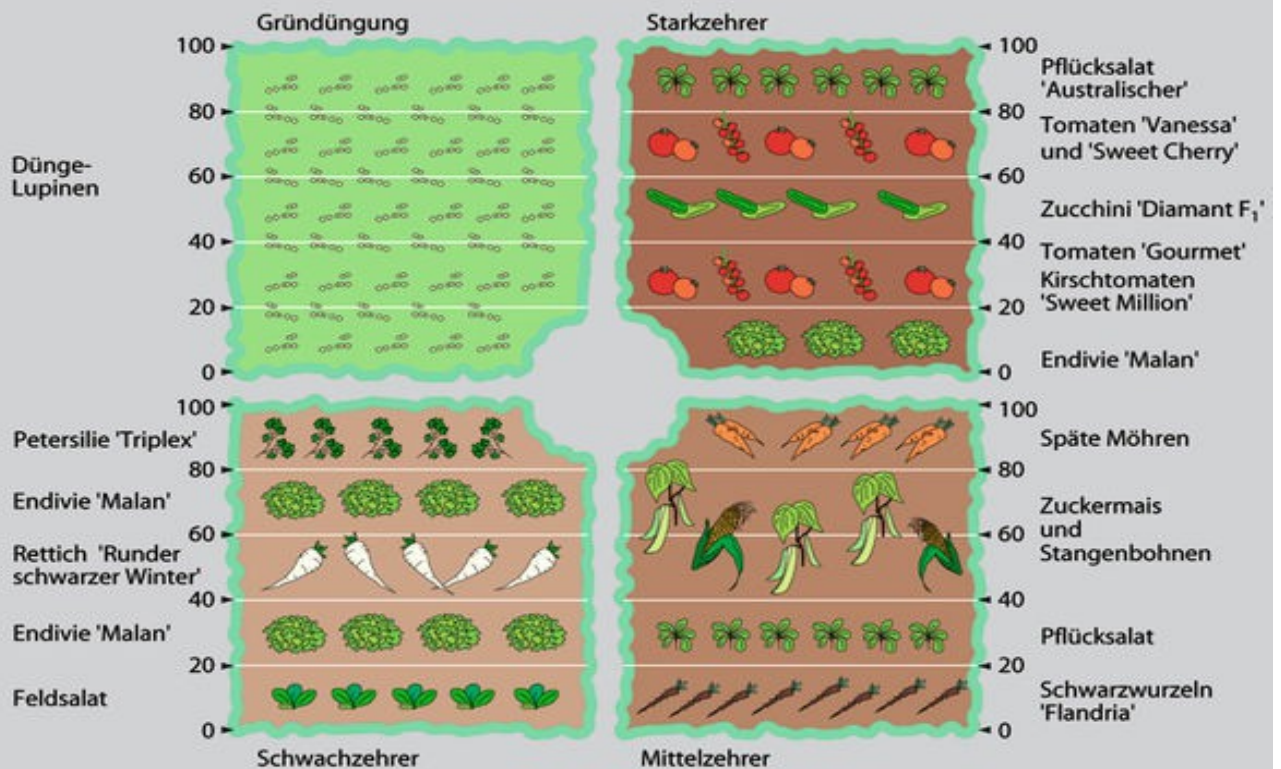 Gründüngung
Starkzehrer
100
80
60
40
20
0
Dünge-
Lupinen
100
80
60
40
20
0
Pflücksalat
'Australischer'
Tomaten 'Vanessa'
und 'Sweet Cherry'
Zucchini 'Diamant F₁'
Tomaten 'Gourmet'
Kirschtomaten
'Sweet Million'
Endivie 'Malan'
Petersilie 'Triplex'
Endivie 'Malan'
Rettich 'Runder
schwarzer Winter'
Endivie 'Malan'
Feldsalat
100
80
60
40
20
0
100
80
60
40
20
0
Späte Möhren
Zuckermais
und
Stangenbohnen
Pflücksalat
Schwarzwurzeln
'Flandria'
Schwachzehrer
Mittelzehrer